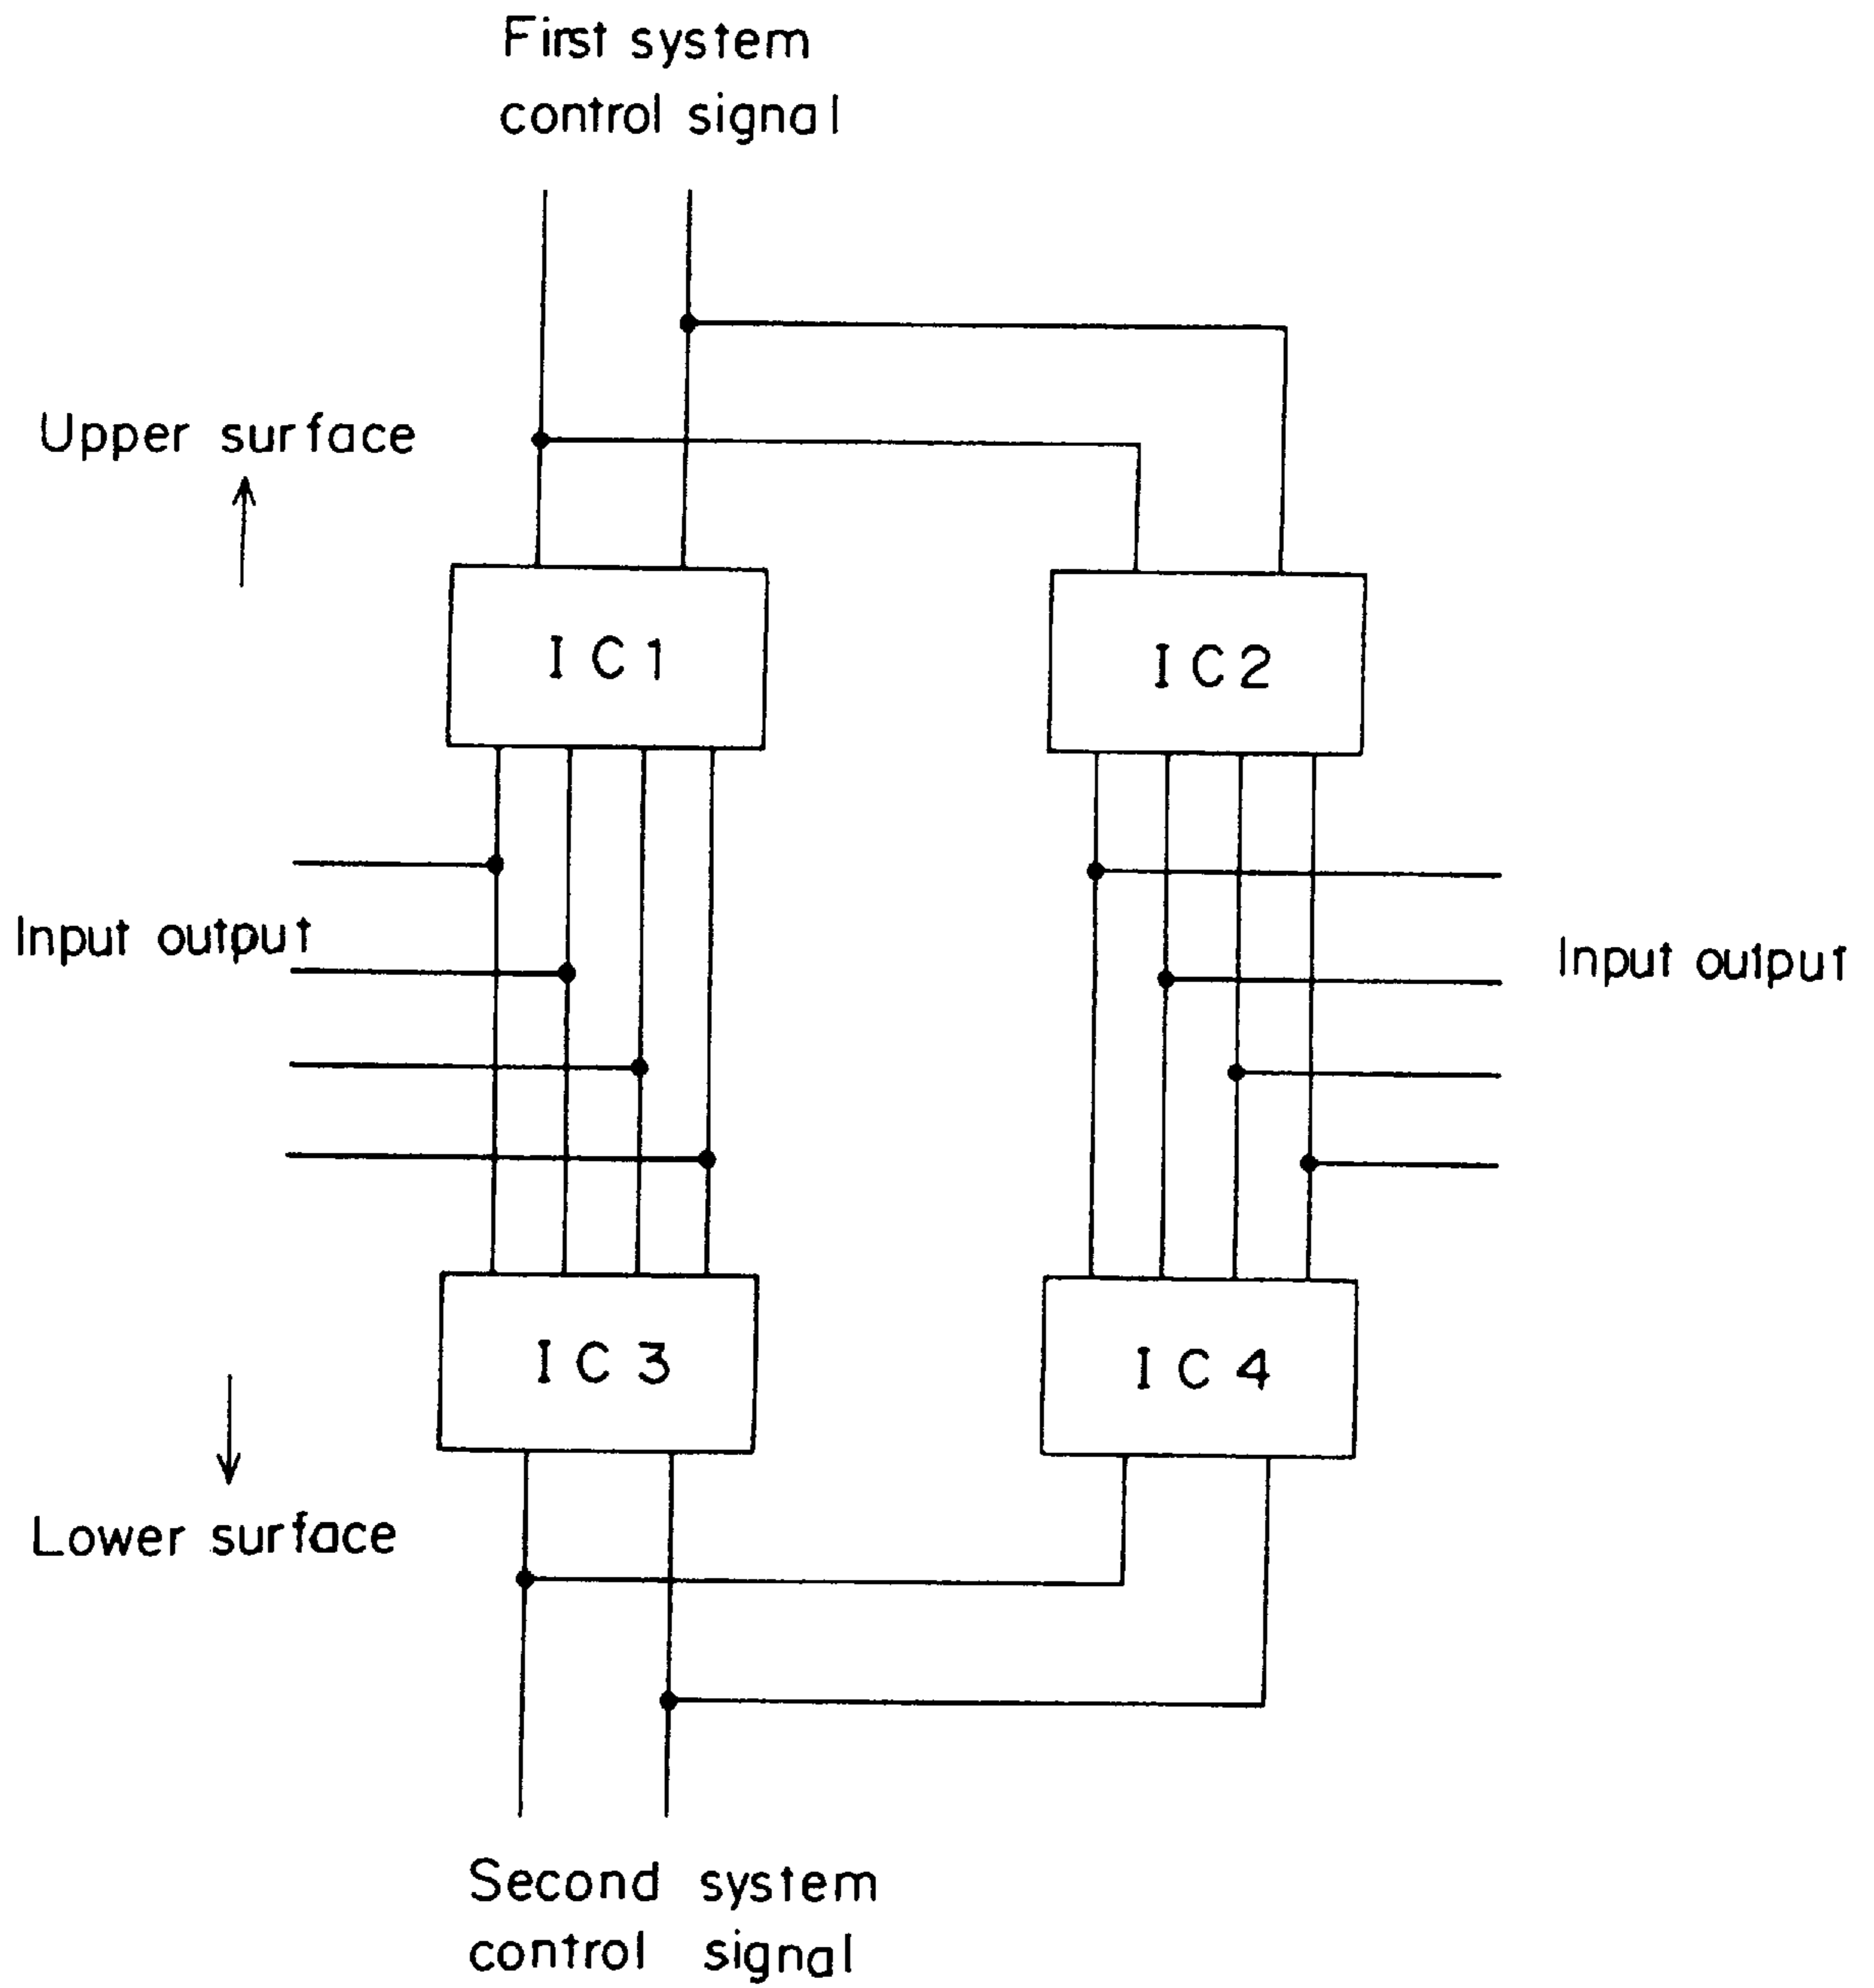 First system
control signal
Upper surface
IC1
IC2
Input output
Input output
IC3
IC4
Lower surface
Second system
control signal